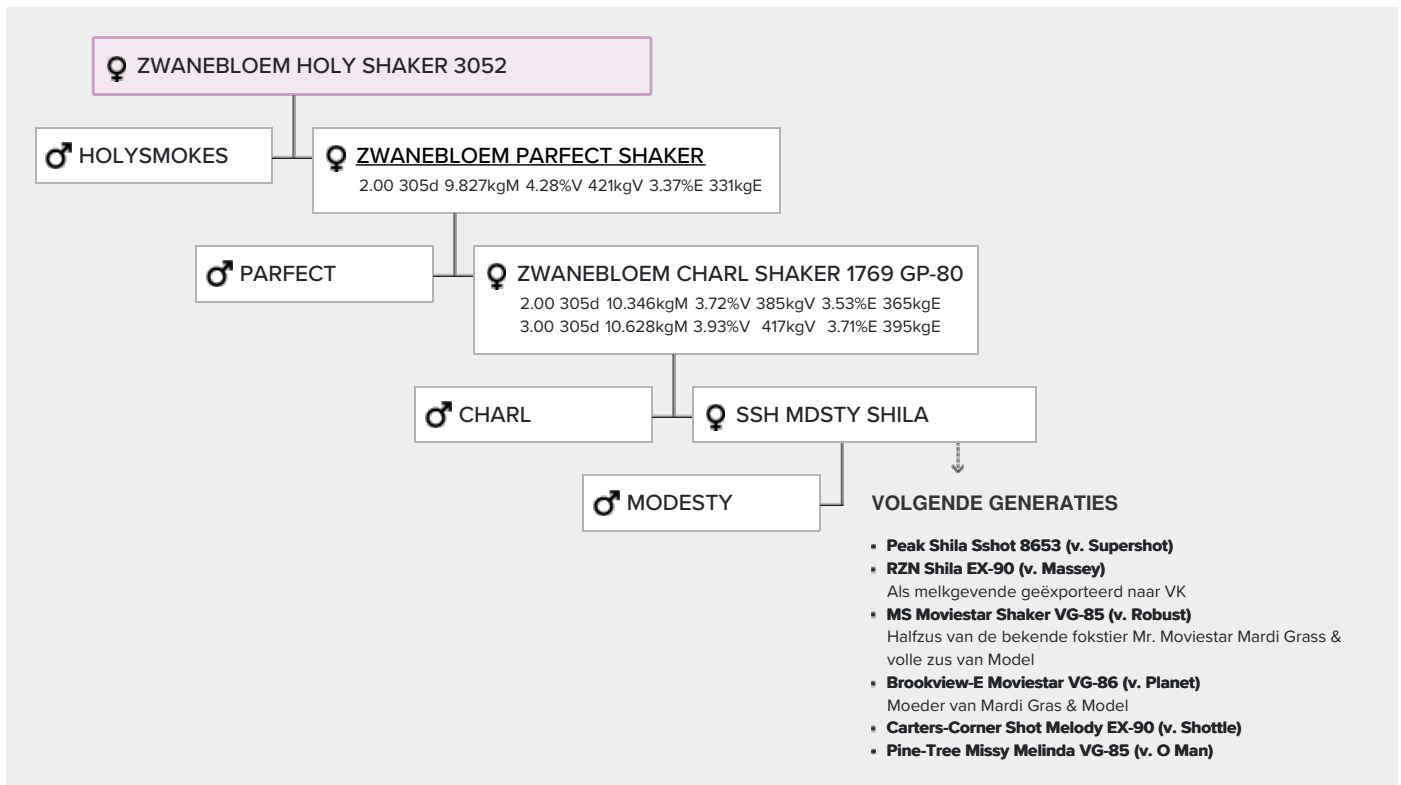 ZWANEBLOEM HOLY SHAKER 3052
HOLYSMOKES
ZWANEBLOEM PARFECT SHAKER
2.00 305d 9.827kgM 4.28%V 421kgV 3.37%E 331kgE
PARFECT
ZWANEBLOEM CHARL SHAKER 1769 GP-80
2.00 305d 10.346kgM 3.72%V 385kgV 3.53%E 365kgE
3.00 305d 10.628kgM 3.93%V 417kgV 3.71%E 395kgE
CHARL
SSH MDSTY SHILA
MODESTY
VOLGENDE GENERATIES
Peak Shila Sshot 8653 (v. Supershot)
RZN Shila EX-90 (v. Massey)
Als melkgevende geëxporteerd naar VK
MS Moviestar Shaker VG-85 (v. Robust)
Halfzus van de bekende fokstier Mr. Moviestar Mardi Grass &
volle zus van Model
Brookview-E Moviestar VG-86 (v. Planet)
Moeder van Mardi Gras & Model
Carters-Corner Shot Melody EX-90 (v. Shottle)
Pine-Tree Missy Melinda VG-85 (v. O Man)